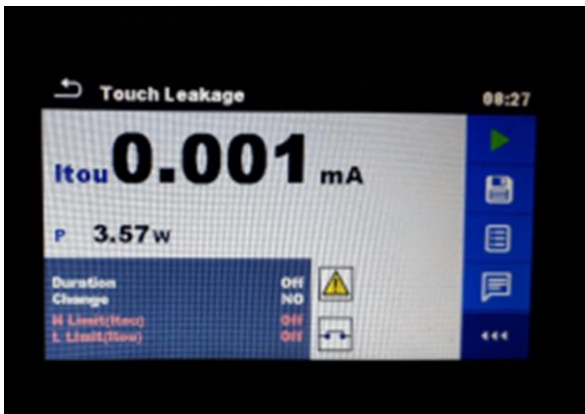 Touch Leakage 08:27
Itou 0.001 mA
P 3.57 W
Duration Off
Change NO
H Limit(Itou) Off
L Limit(Itou) Off